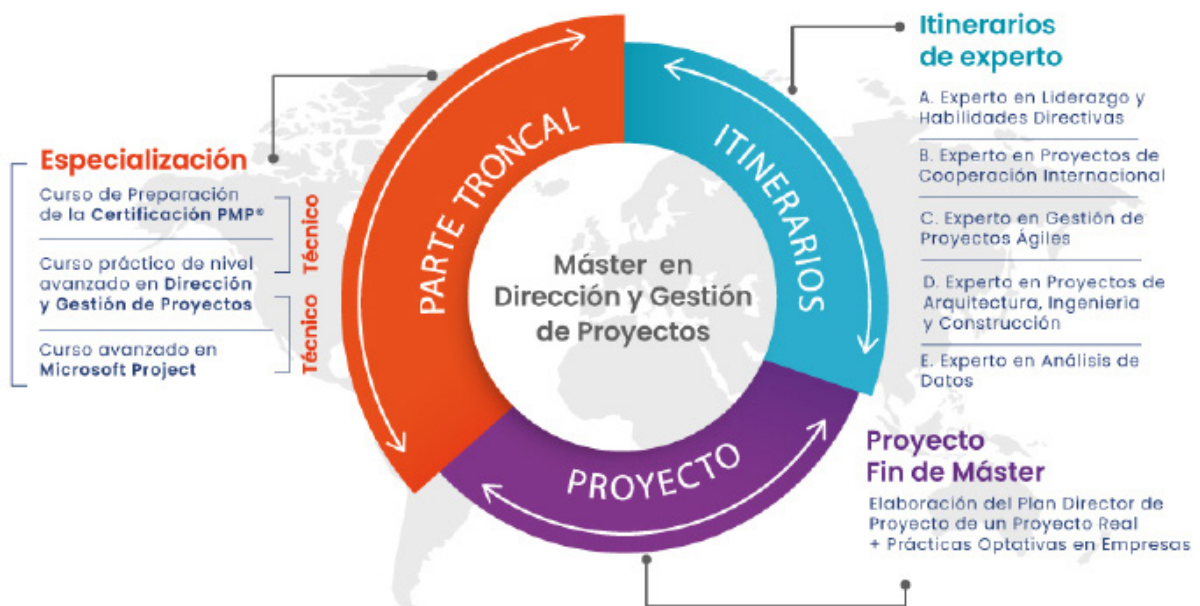 Especialización
Curso de Preparación
de la Certificación PMP®
Curso práctico de nivel
avanzado en Dirección
y Gestión de Proyectos
Curso avanzado en
Microsoft Project
Técnico
Técnico
PARTE TRONCAL
ITINERARIOS
PROYECTO
Máster en
Dirección y Gestión
de Proyectos
Itinerarios
de experto
A. Experto en Liderazgo y
Habilidades Directivas
B. Experto en Proyectos de
Cooperación Internacional
C. Experto en Gestión de
Proyectos Ágiles
D. Experto en Proyectos de
Arquitectura, Ingenieria
y Construcción
E. Experto en Análisis de
Datos
Proyecto
Fin de Máster
Elaboración del Plan Director de
Proyecto de un Proyecto Real
+ Prácticas Optativas en Empresas